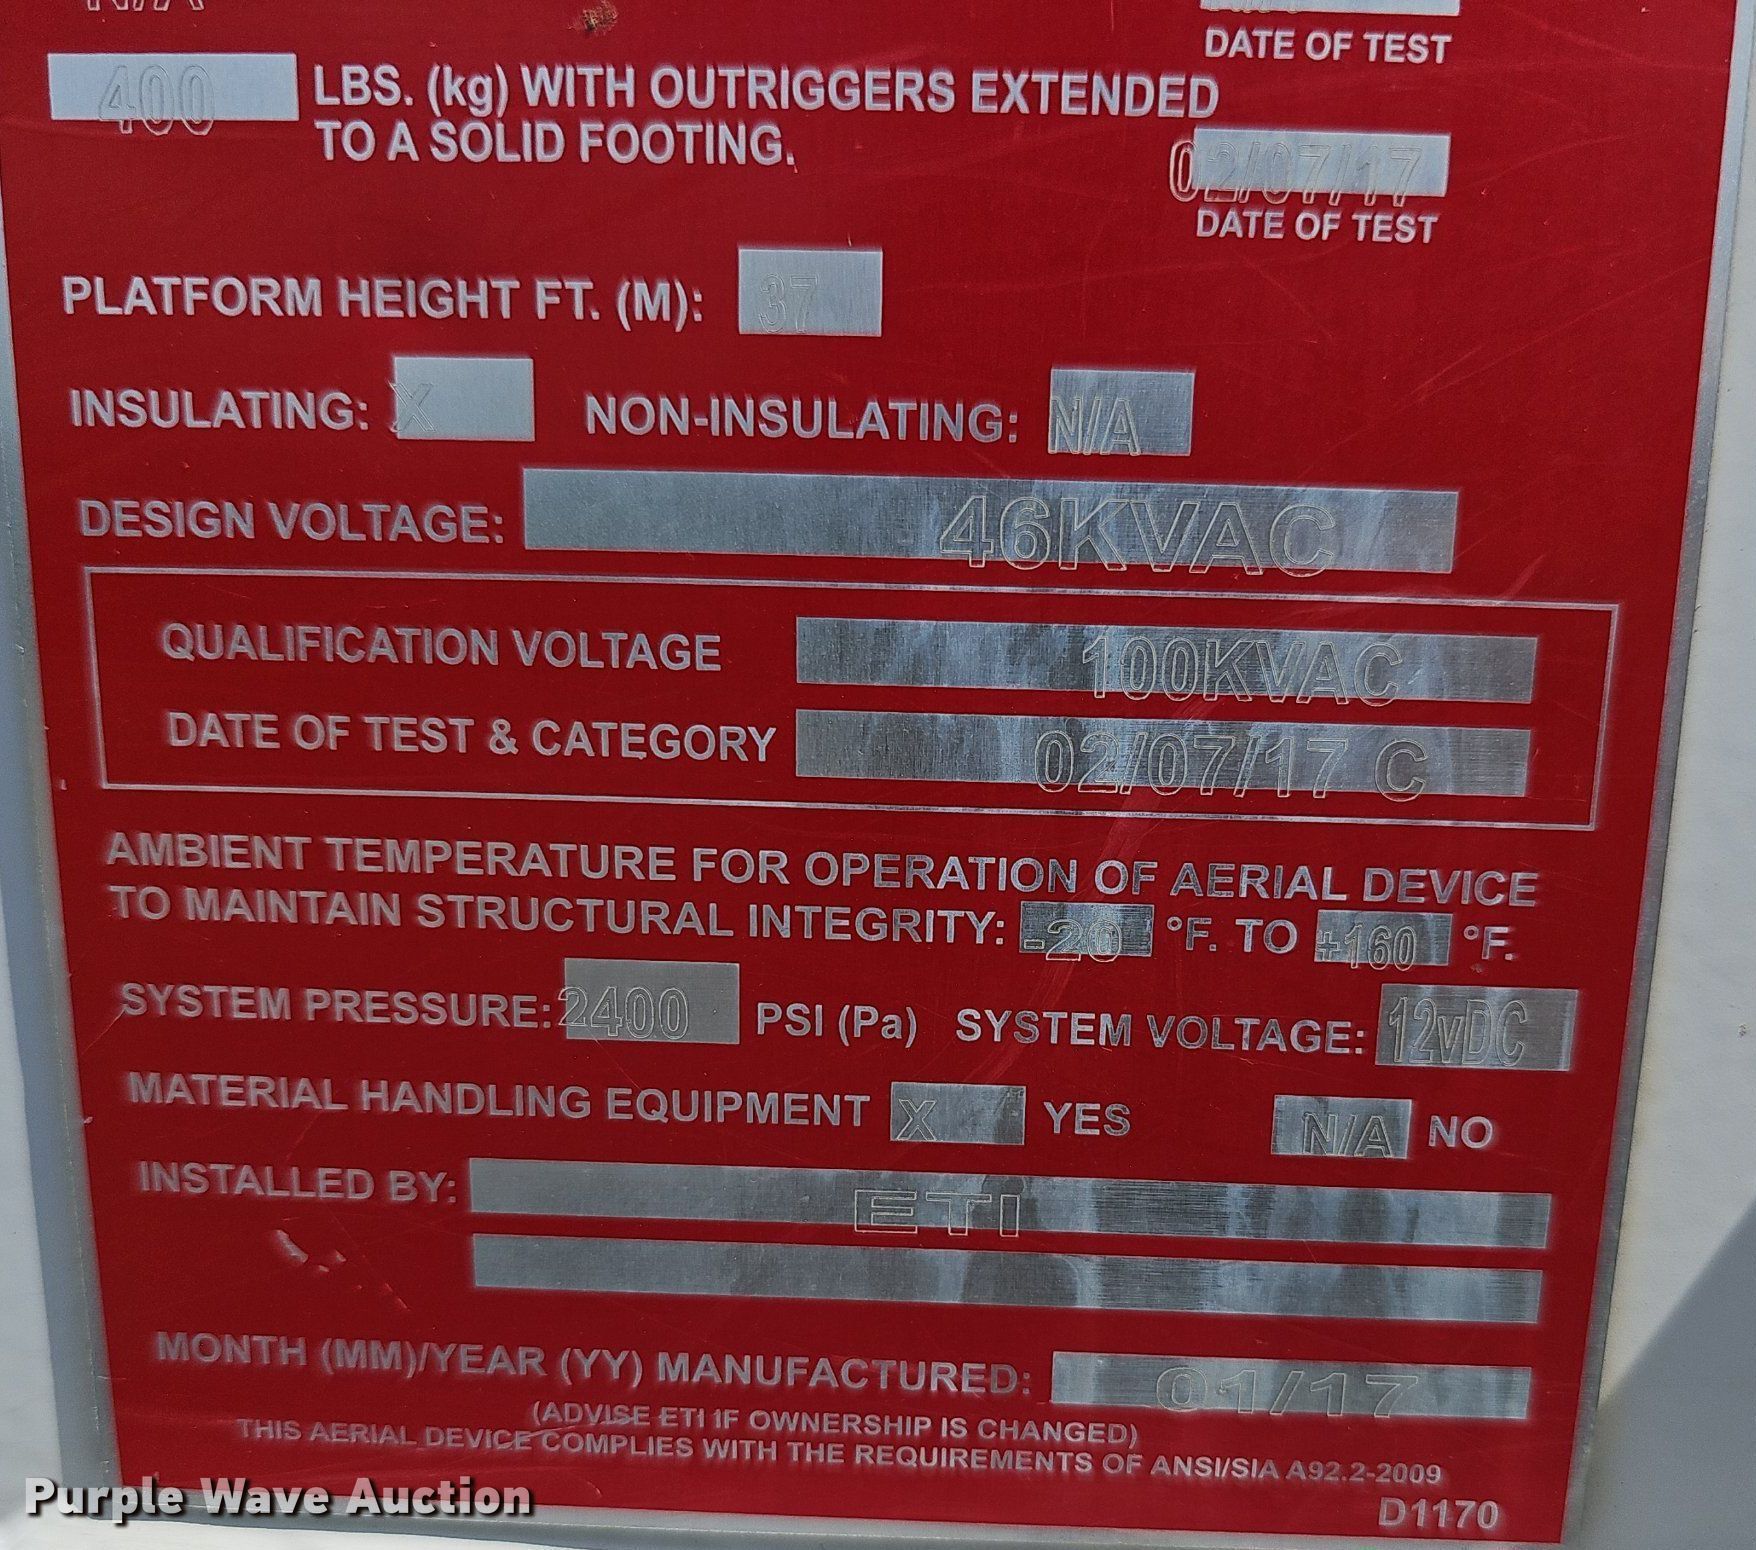 N/A
DATE OF TEST
400 LBS. (kg) WITH OUTRIGGERS EXTENDED
TO A SOLID FOOTING.
02/07/17
DATE OF TEST
PLATFORM HEIGHT FT. (M): 37
INSULATING: X NON-INSULATING: N/A
DESIGN VOLTAGE: 46KVAC
QUALIFICATION VOLTAGE 100KVAC
DATE OF TEST & CATEGORY 02/07/17 C
AMBIENT TEMPERATURE FOR OPERATION OF AERIAL DEVICE
TO MAINTAIN STRUCTURAL INTEGRITY: -20 °F. TO +160 °F.
SYSTEM PRESSURE: 2400 PSI (Pa) SYSTEM VOLTAGE: 12vDC
MATERIAL HANDLING EQUIPMENT X YES N/A NO
INSTALLED BY: ETI
MONTH (MM)/YEAR (YY) MANUFACTURED: 01/17
(ADVISE ETI IF OWNERSHIP IS CHANGED)
THIS AERIAL DEVICE COMPLIES WITH THE REQUIREMENTS OF ANSI/SIA A92.2-2009
D1170
Purple Wave Auction